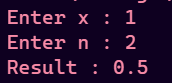 Enter x : 1
Enter n : 2
Result : 0.5